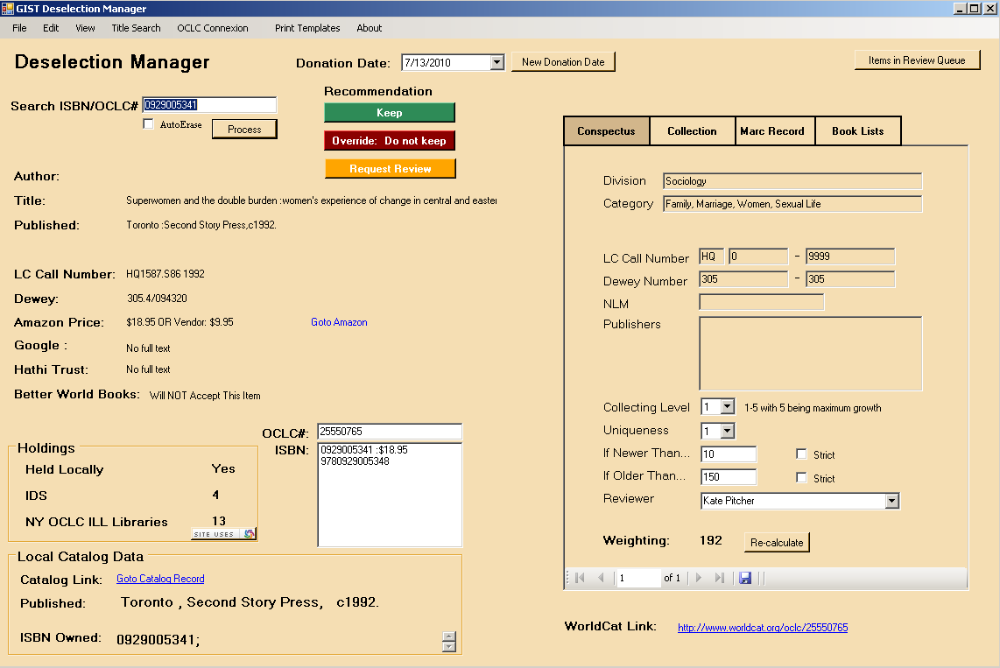 GIST Deselection Manager
File Edit View Title Search OCLC Connexion Print Templates About
Deselection Manager
Donation Date: 7/13/2010 New Donation Date
Items in Review Queue
Search ISBN/OCLC# 0929005341
AutoErase Process
Recommendation
Keep
Override: Do not keep
Request Review
Author:
Title: Superwomen and the double burden :women's experience of change in central and easter
Published: Toronto :Second Story Press,c1992.
LC Call Number: HQ1587.S86 1992
Dewey: 305.4/094320
Amazon Price: $18.95 OR Vendor: $9.95 Goto Amazon
Google : No full text
Hathi Trust: No full text
Better World Books: Will NOT Accept This Item
OCLC#: 25550765
ISBN: 0929005341 :$18.95
9780929005348
Holdings
Held Locally Yes
IDS 4
NY OCLC ILL Libraries 13
SITE USES
Local Catalog Data
Catalog Link: Goto Catalog Record
Published: Toronto , Second Story Press, c1992.
ISBN Owned: 0929005341;
Conspectus Collection Marc Record Book Lists
Division Sociology
Category Family, Marriage, Women, Sexual Life
LC Call Number HQ 0 - 9999
Dewey Number 305 - 305
NLM
Publishers
Collecting Level 1 1-5 with 5 being maximum growth
Uniqueness 1
If Newer Than... 10 Strict
If Older Than... 150 Strict
Reviewer Kate Pitcher
Weighting: 192 Re-calculate
1 of 1
WorldCat Link: http://www.worldcat.org/oclc/25550765